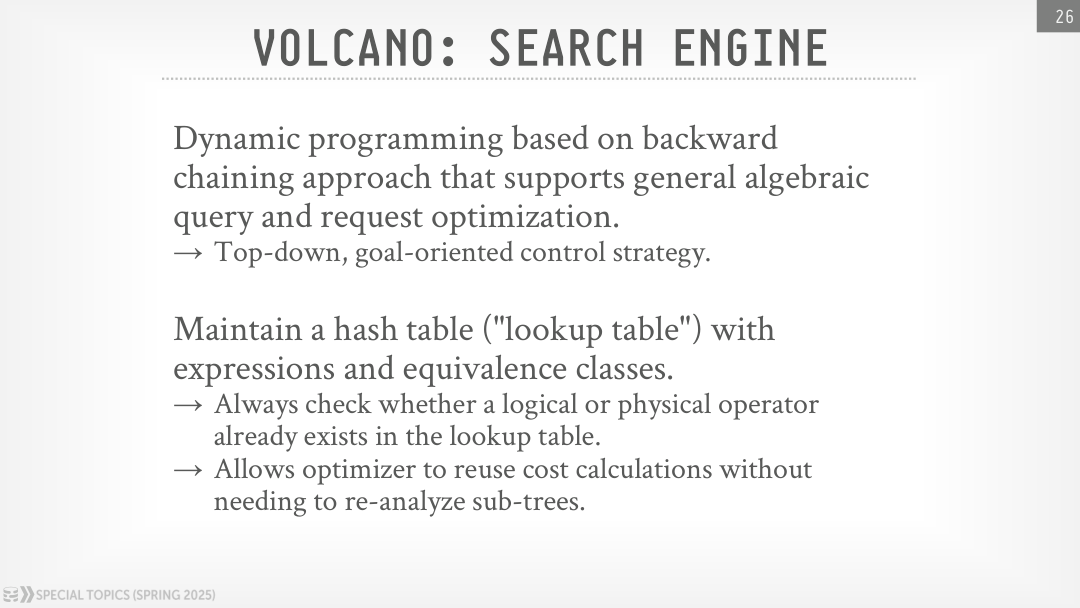 26
VOLCANO: SEARCH ENGINE
Dynamic programming based on backward
chaining approach that supports general algebraic
query and request optimization.
→ Top-down, goal-oriented control strategy.
Maintain a hash table ("lookup table") with
expressions and equivalence classes.
→ Always check whether a logical or physical operator
already exists in the lookup table.
→ Allows optimizer to reuse cost calculations without
needing to re-analyze sub-trees.
SPECIAL TOPICS (SPRING 2025)